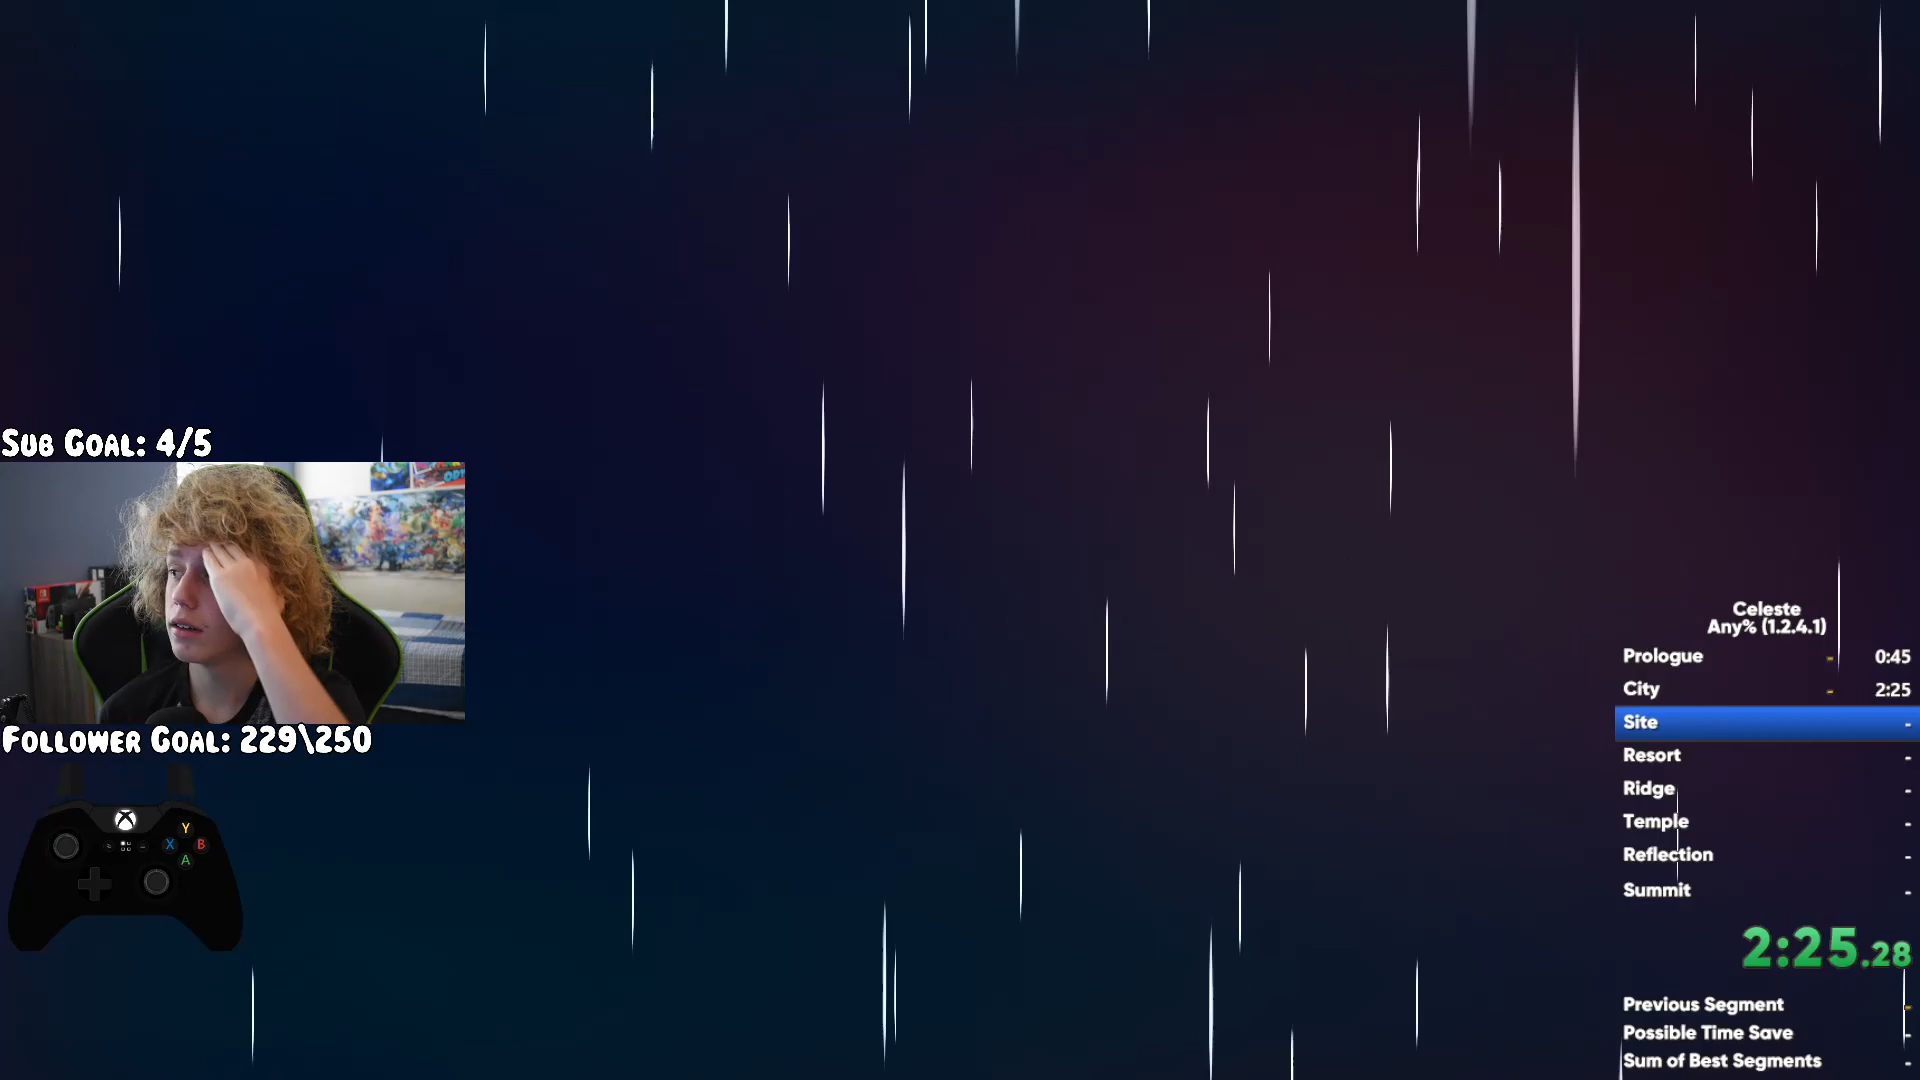 Sub Goal: 4/5
Follower Goal: 229\250
Y
X B
A
Celeste
Any% (1.2.4.1)
Prologue - 0:45
City - 2:25
Site -
Resort -
Ridge -
Temple -
Reflection -
Summit -
2:25.28
Previous Segment -
Possible Time Save -
Sum of Best Segments -